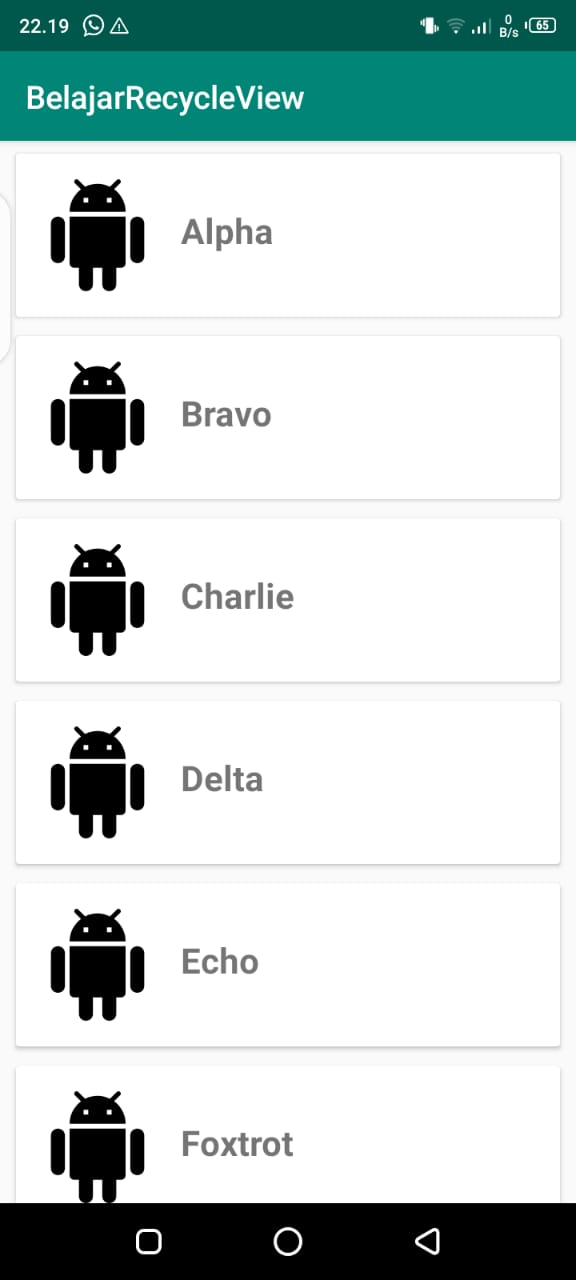 22.19 0 B/s 65
BelajarRecycleView
Alpha
Bravo
Charlie
Delta
Echo
Foxtrot